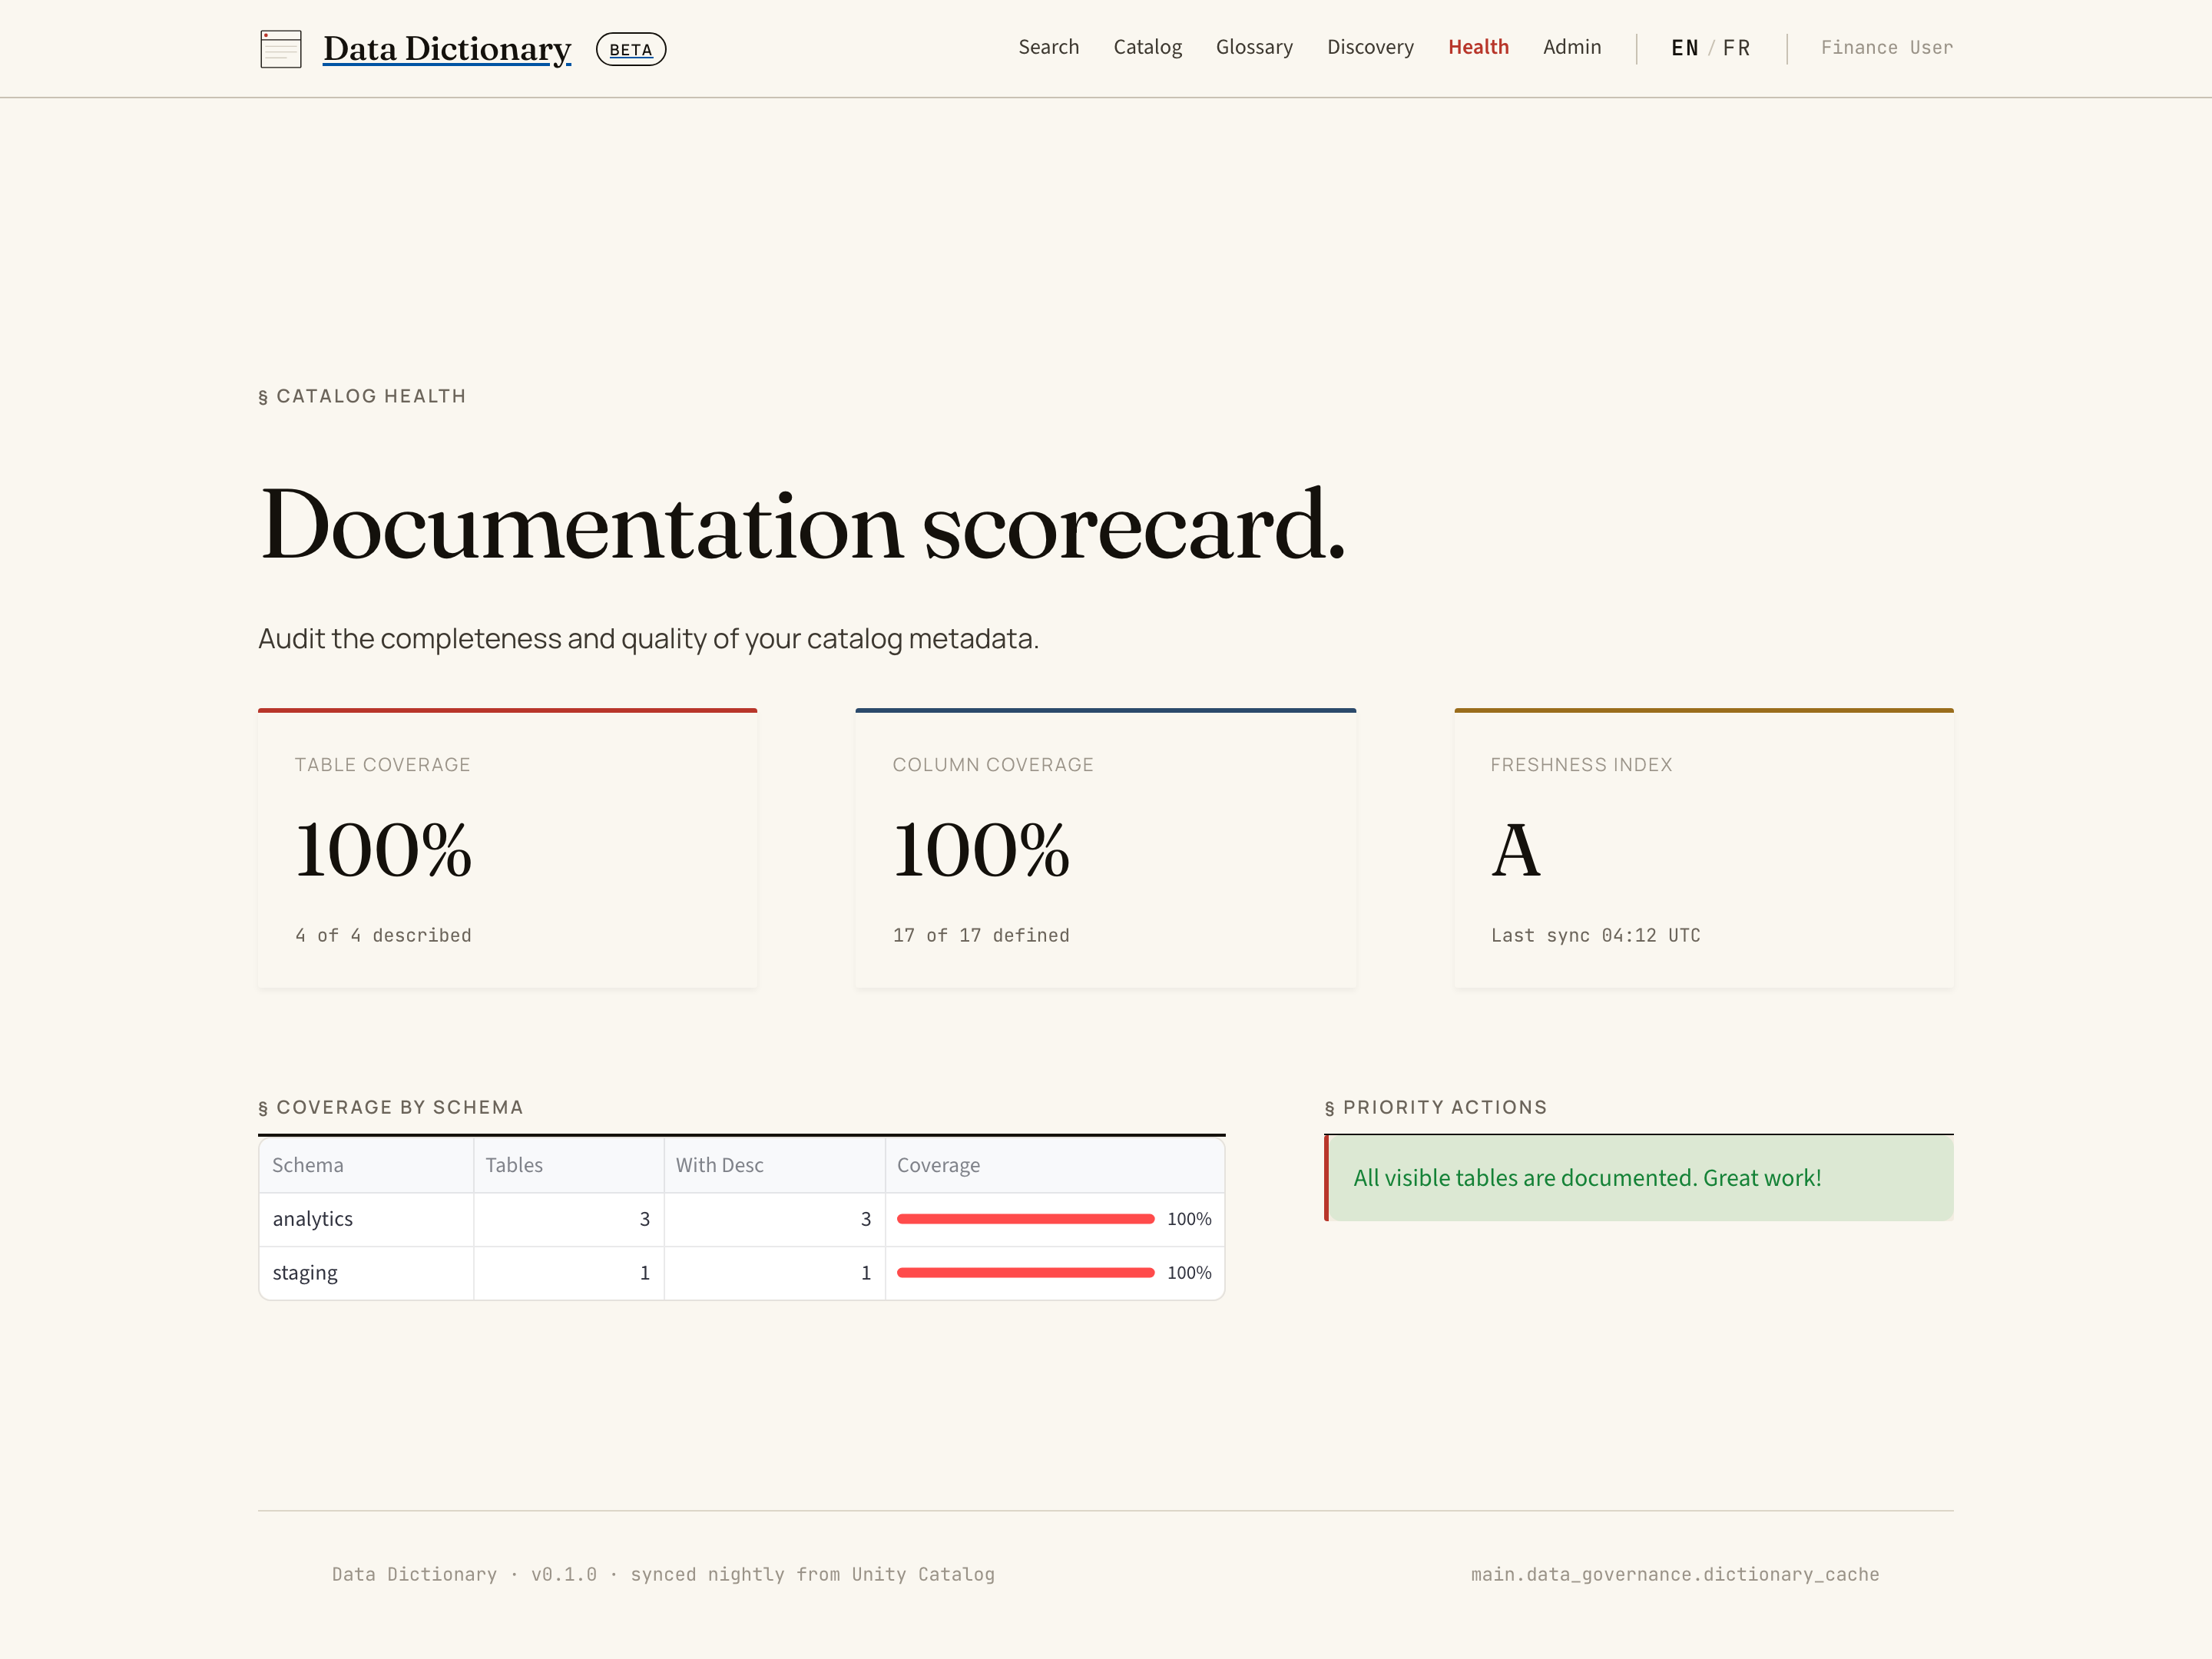 Data Dictionary BETA
Search Catalog Glossary Discovery Health Admin EN / FR Finance User
§ CATALOG HEALTH
Documentation scorecard.
Audit the completeness and quality of your catalog metadata.
TABLE COVERAGE
100%
4 of 4 described
COLUMN COVERAGE
100%
17 of 17 defined
FRESHNESS INDEX
A
Last sync 04:12 UTC
§ COVERAGE BY SCHEMA
Schema Tables With Desc Coverage
analytics 3 3 100%
staging 1 1 100%
§ PRIORITY ACTIONS
All visible tables are documented. Great work!
Data Dictionary · v0.1.0 · synced nightly from Unity Catalog
main.data_governance.dictionary_cache